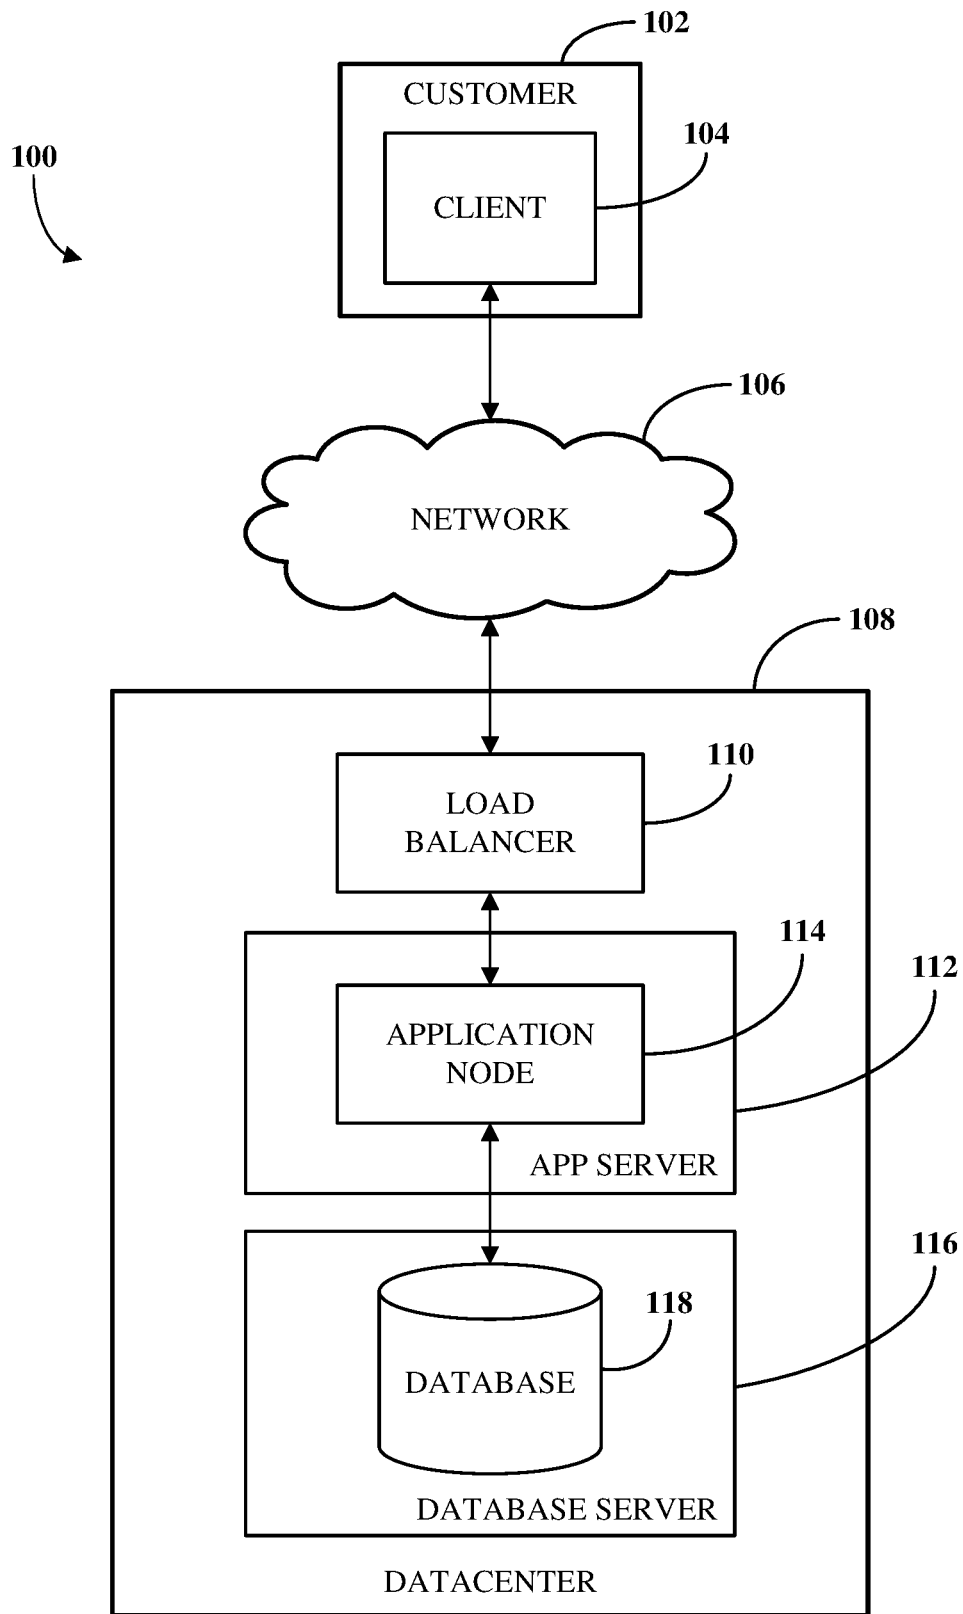 102
CUSTOMER
104
100
CLIENT
106
NETWORK
108
110
LOAD
BALANCER
114
112
APPLICATION
NODE
APP SERVER
116
118
DATABASE
DATABASE SERVER
DATACENTER